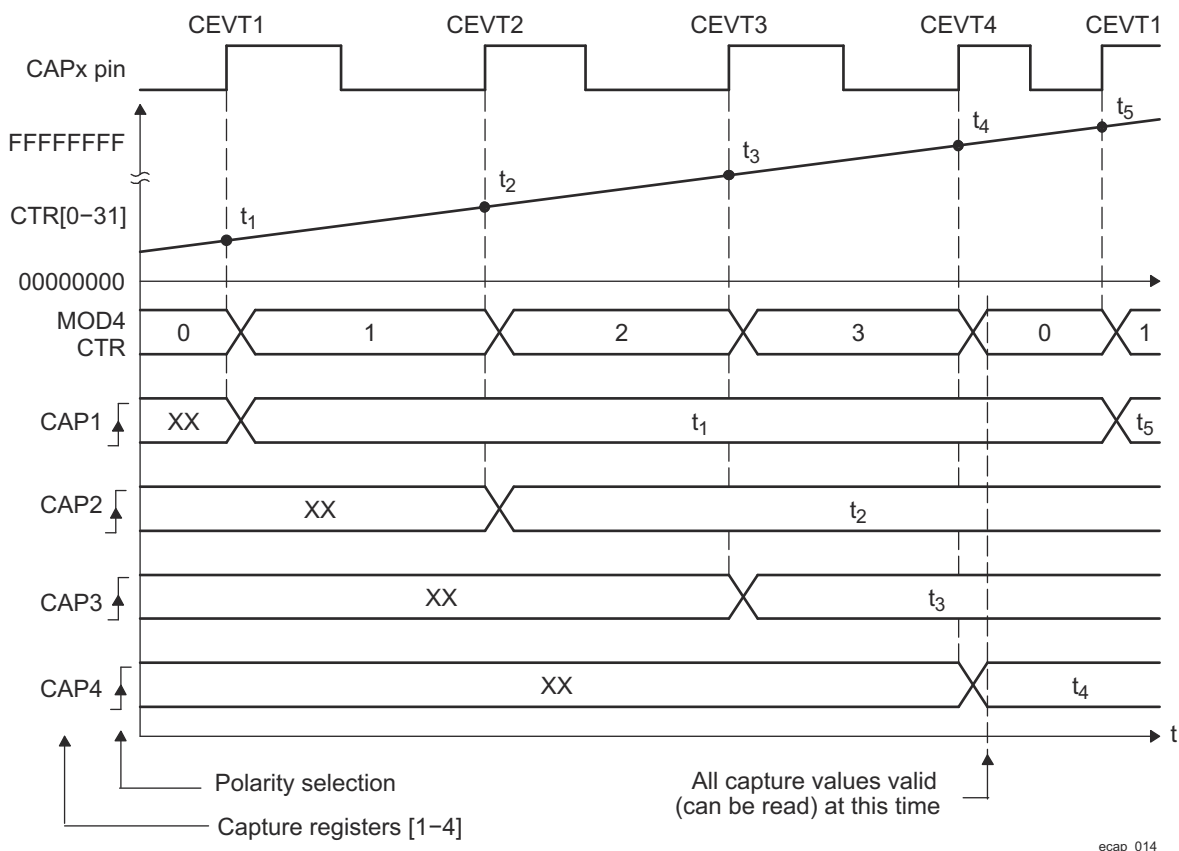 CEVT1 CEVT2 CEVT3 CEVT4 CEVT1
CAPx pin
FFFFFFFF
t5
t4
t3
t2
CTR[0−31]
t1
00000000
MOD4
CTR
0 1 2 3 0 1
CAP1 XX t1 t5
CAP2 XX t2
CAP3 XX t3
CAP4 XX t4
t
Polarity selection
Capture registers [1−4]
All capture values valid
(can be read) at this time
ecap_014